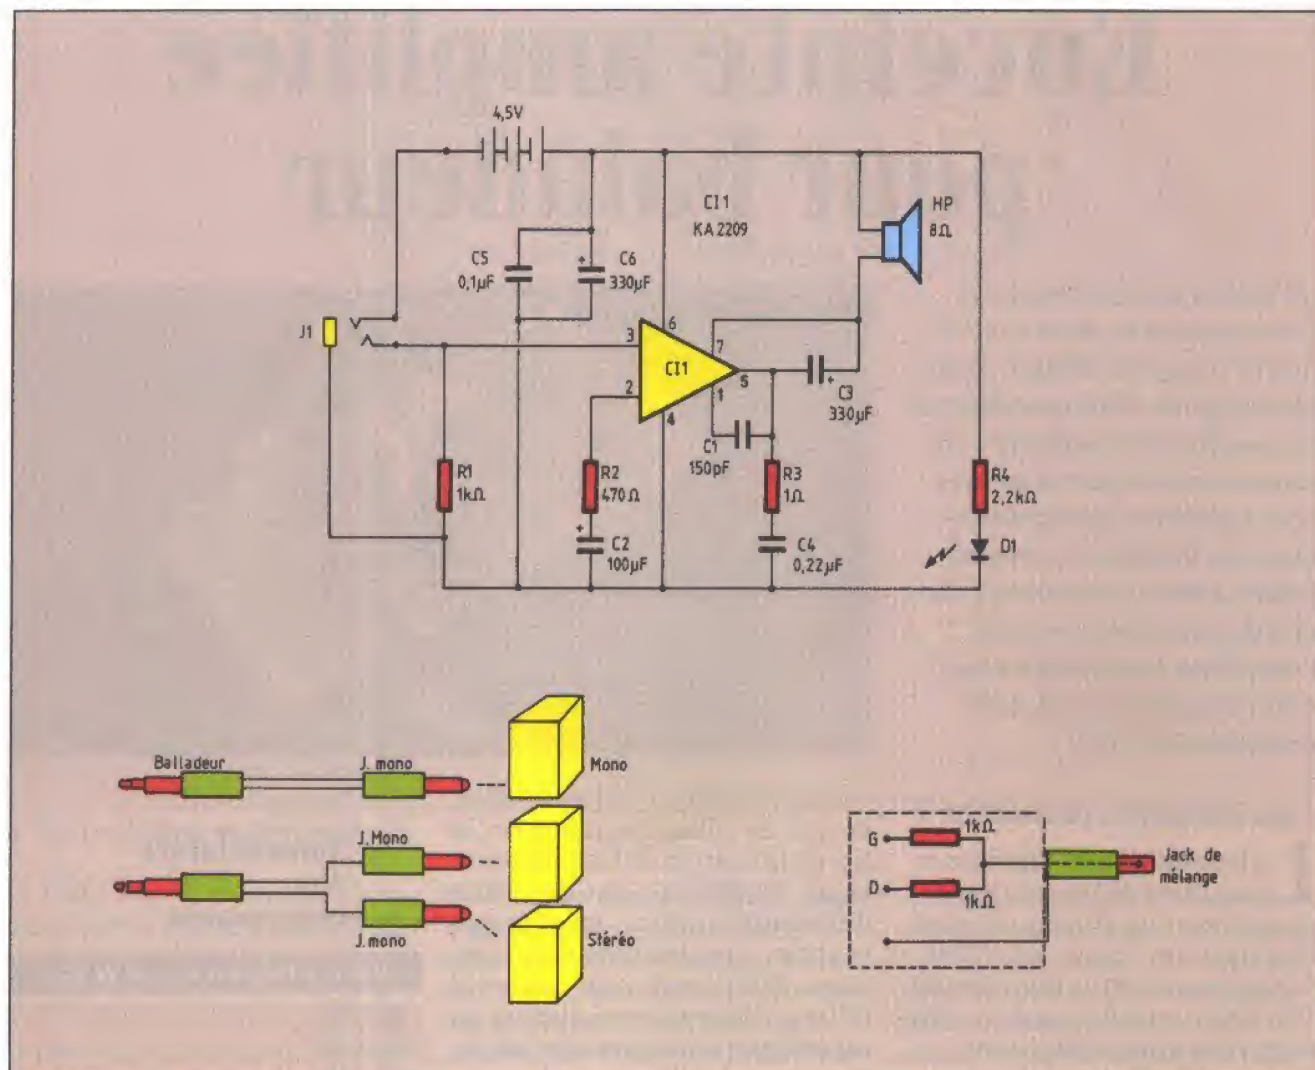 4,5V
CI1
KA2209
HP
8Ω
C5
0,1µF
+
C6
330µF
J1
3
6
7
CI1
5
2
1
4
+
C3
330µF
C1
150pF
R1
1kΩ
R2
470Ω
R3
1Ω
R4
2,2kΩ
+
C2
100µF
C4
0,22µF
D1
Balladeur
J. mono
Mono
J.Mono
J.mono
Stéréo
G
1kΩ
D
1kΩ
Jack de
mélange